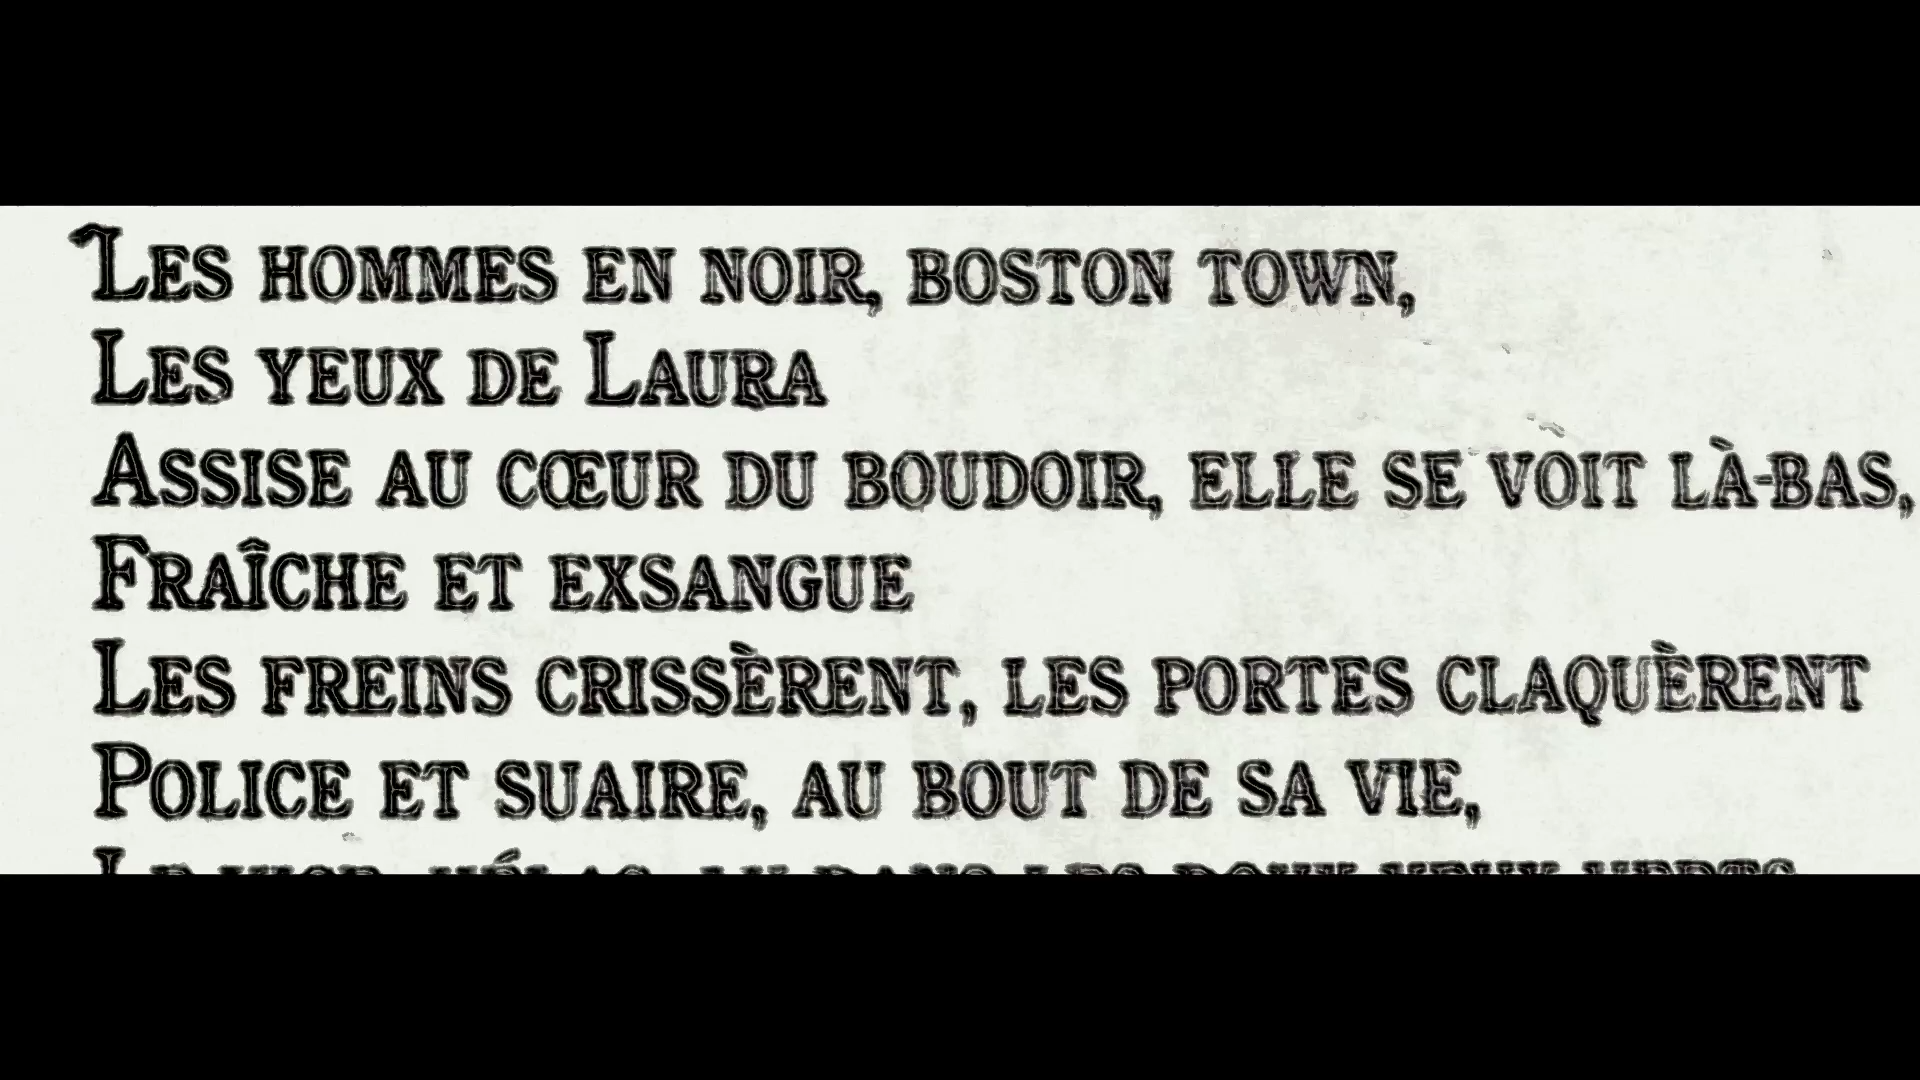 Les hommes en noir, Boston town,
Les yeux de Laura
Assise au cœur du boudoir, elle se voit là-bas,
Fraîche et exsangue
Les freins crissèrent, les portes claquèrent
Police et suaire, au bout de sa vie,